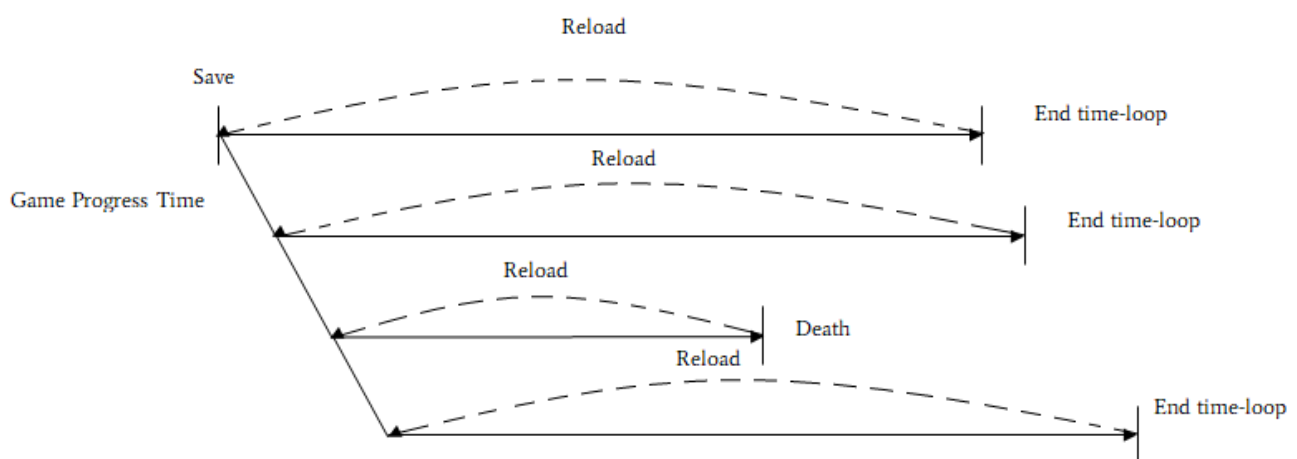 Reload
Save
End time-loop
Reload
Game Progress Time
End time-loop
Reload
Death
Reload
End time-loop